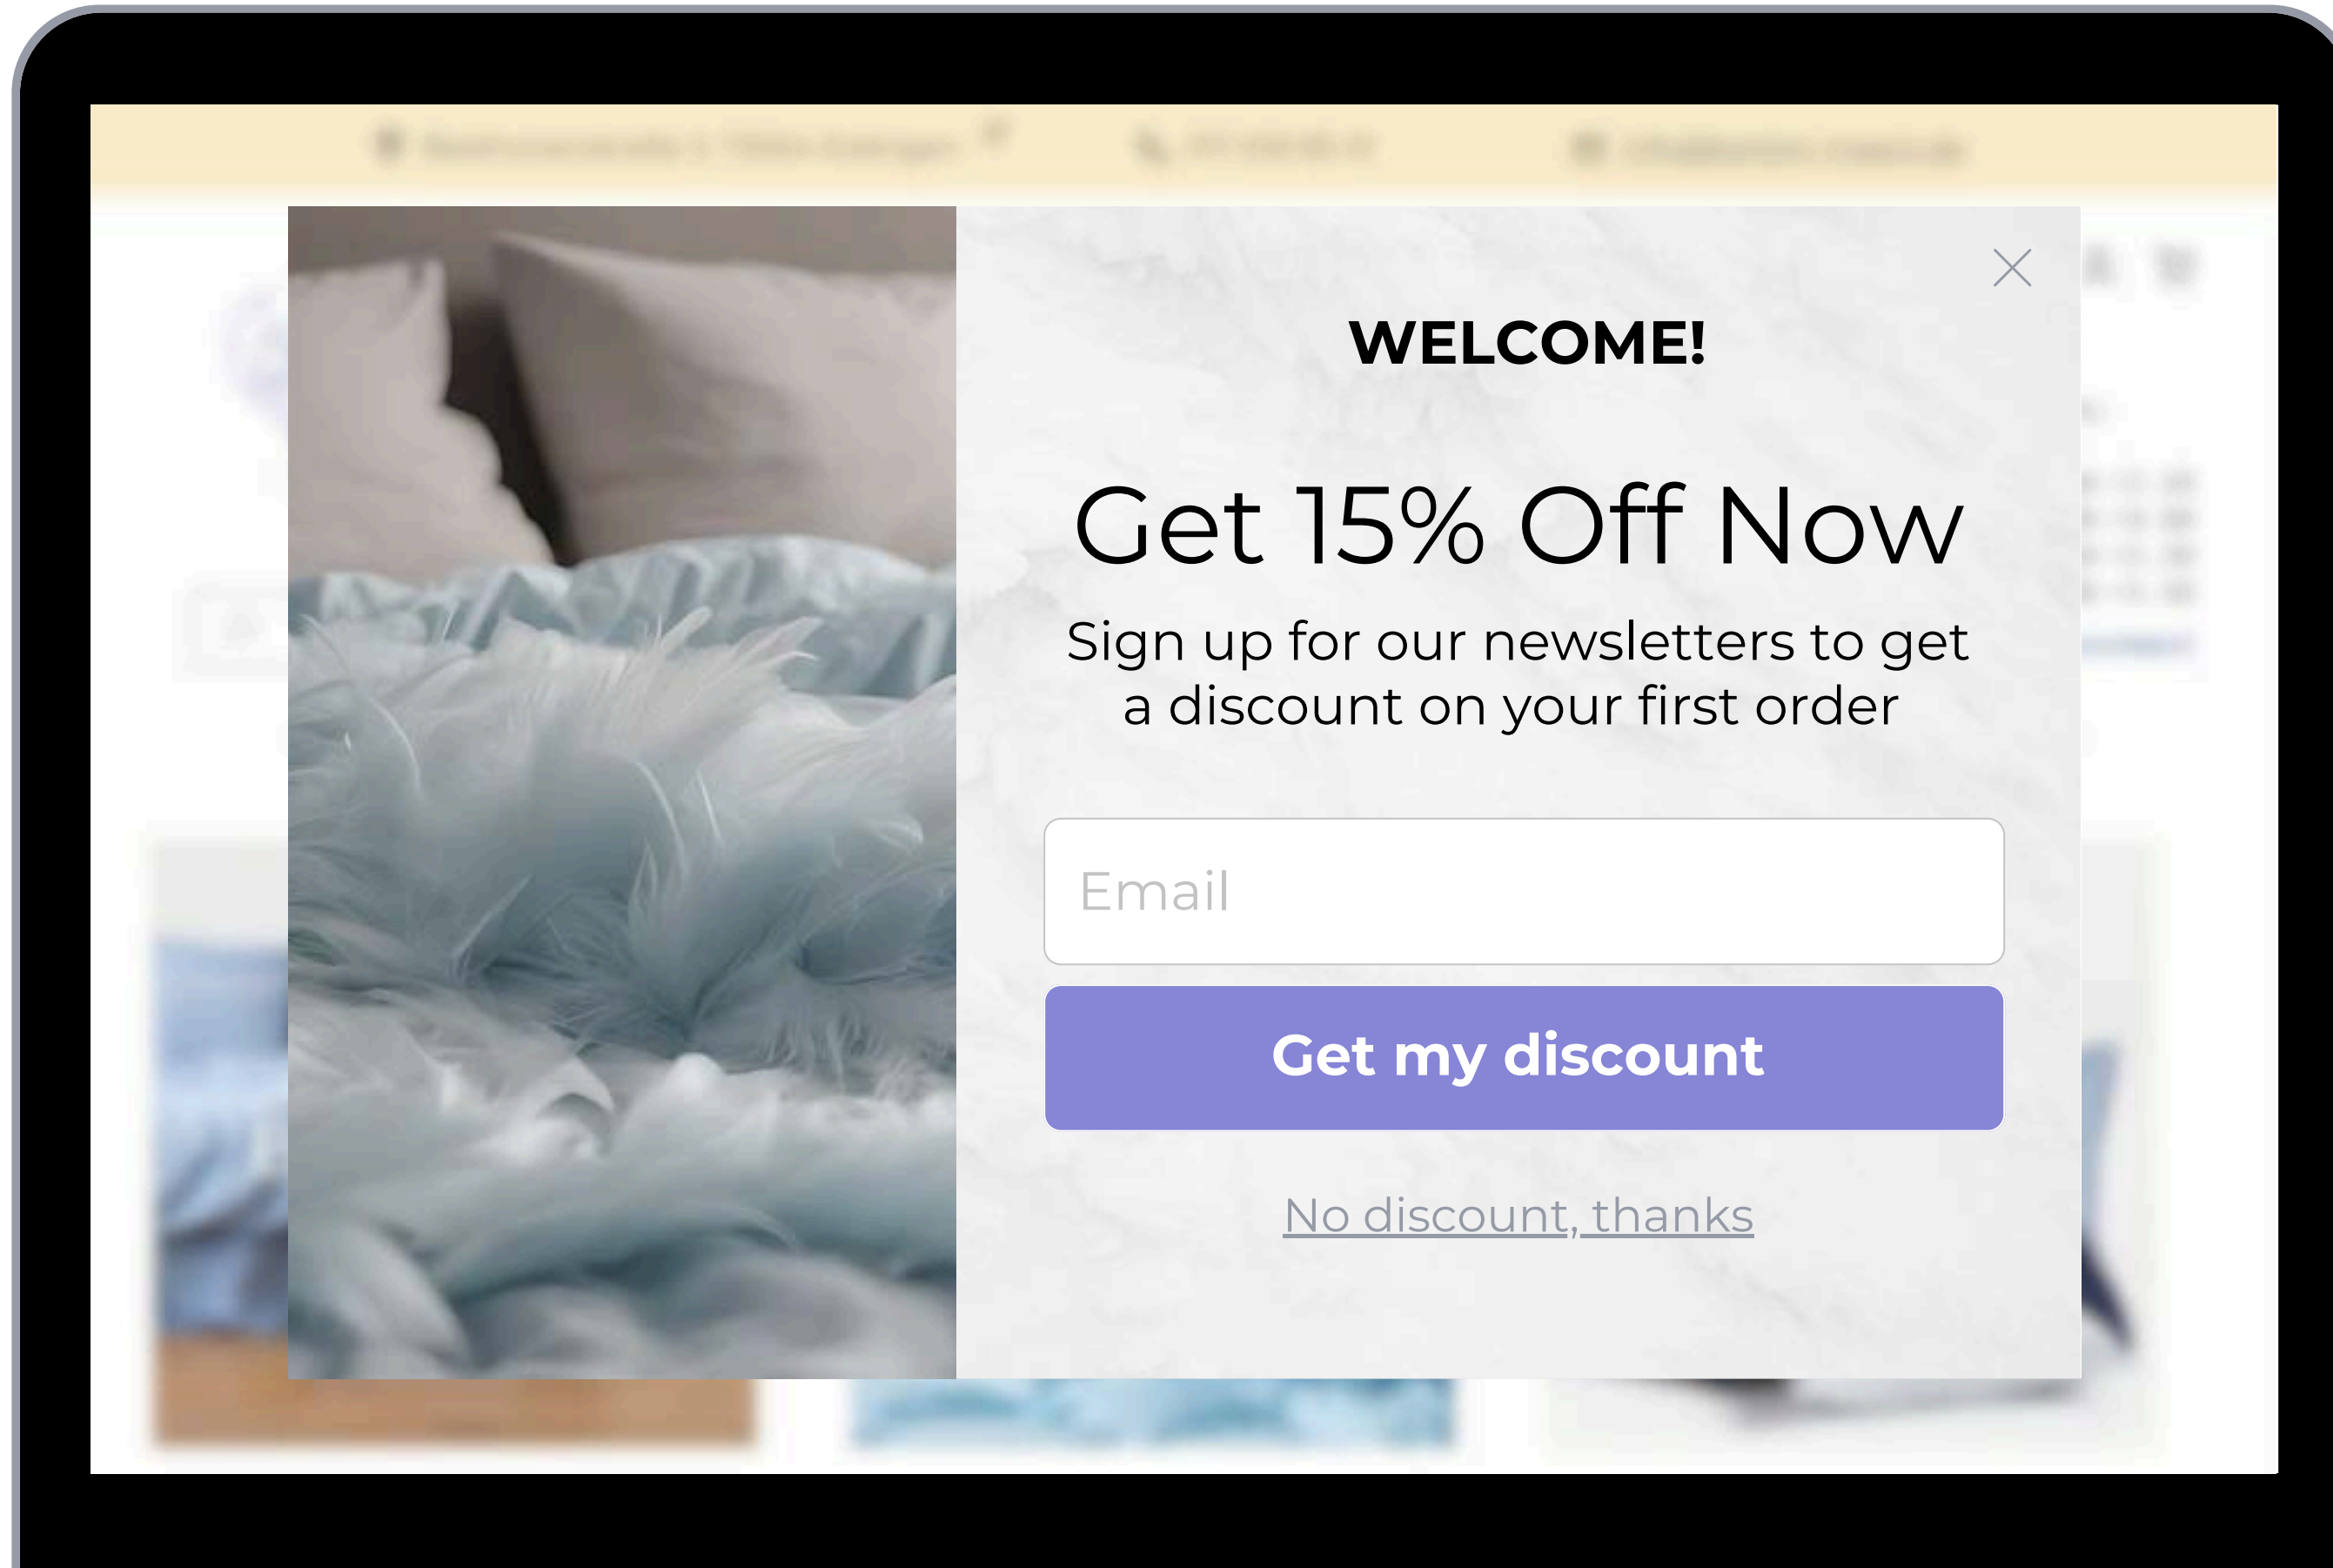 WELCOME!
Get 15% Off Now
Sign up for our newsletters to get
a discount on your first order
Email
Get my discount
No discount, thanks